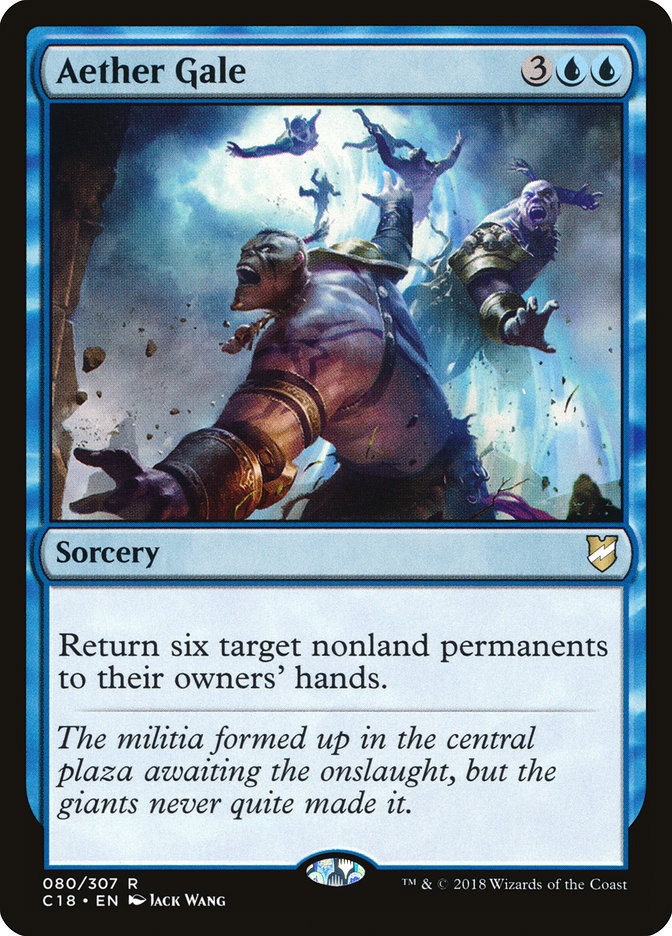 Aether Gale 3
Sorcery
Return six target nonland permanents
to their owners’ hands.
The militia formed up in the central
plaza awaiting the onslaught, but the
giants never quite made it.
080/307 R
C18 • EN Jack Wang
™ & © 2018 Wizards of the Coast